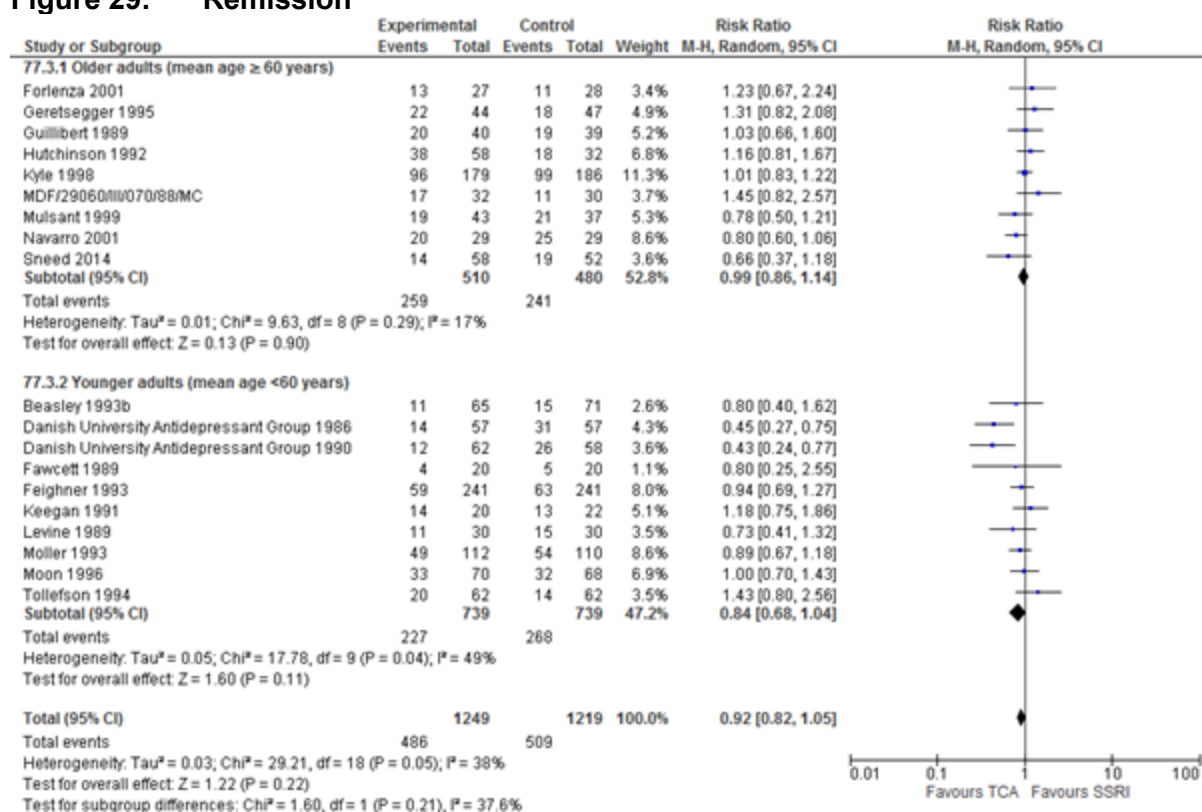 Figure 29: Remission
Experimental Control Risk Ratio Risk Ratio
Study or Subgroup Events Total Events Total Weight M-H, Random, 95% CI M-H, Random, 95% CI
77.3.1 Older adults (mean age ≥ 60 years)
Forlenza 2001 13 27 11 28 3.4% 1.23 [0.67, 2.24]
Geretsegger 1995 22 44 18 47 4.9% 1.31 [0.82, 2.08]
Guillibert 1989 20 40 19 39 5.2% 1.03 [0.66, 1.60]
Hutchinson 1992 38 58 18 32 6.8% 1.16 [0.81, 1.67]
Kyle 1998 96 179 99 186 11.3% 1.01 [0.83, 1.22]
MDF/29060/III/070/88/MC 17 32 11 30 3.7% 1.45 [0.82, 2.57]
Mulsant 1999 19 43 21 37 5.3% 0.78 [0.50, 1.21]
Navarro 2001 20 29 25 29 8.6% 0.80 [0.60, 1.06]
Sneed 2014 14 58 19 52 3.6% 0.66 [0.37, 1.18]
Subtotal (95% CI) 510 480 52.8% 0.99 [0.86, 1.14]
Total events 259 241
Heterogeneity: Tau² = 0.01; Chi² = 9.63, df = 8 (P = 0.29); I² = 17%
Test for overall effect: Z = 0.13 (P = 0.90)
77.3.2 Younger adults (mean age <60 years)
Beasley 1993b 11 65 15 71 2.6% 0.80 [0.40, 1.62]
Danish University Antidepressant Group 1986 14 57 31 57 4.3% 0.45 [0.27, 0.75]
Danish University Antidepressant Group 1990 12 62 26 58 3.6% 0.43 [0.24, 0.77]
Fawcett 1989 4 20 5 20 1.1% 0.80 [0.25, 2.55]
Feighner 1993 59 241 63 241 8.0% 0.94 [0.69, 1.27]
Keegan 1991 14 20 13 22 5.1% 1.18 [0.75, 1.86]
Levine 1989 11 30 15 30 3.5% 0.73 [0.41, 1.32]
Moller 1993 49 112 54 110 8.6% 0.89 [0.67, 1.18]
Moon 1996 33 70 32 68 6.9% 1.00 [0.70, 1.43]
Tollefson 1994 20 62 14 62 3.5% 1.43 [0.80, 2.56]
Subtotal (95% CI) 739 739 47.2% 0.84 [0.68, 1.04]
Total events 227 268
Heterogeneity: Tau² = 0.05; Chi² = 17.78, df = 9 (P = 0.04); I² = 49%
Test for overall effect: Z = 1.60 (P = 0.11)
Total (95% CI) 1249 1219 100.0% 0.92 [0.82, 1.05]
Total events 486 509
Heterogeneity: Tau² = 0.03; Chi² = 29.21, df = 18 (P = 0.05); I² = 38%
Test for overall effect: Z = 1.22 (P = 0.22)
Test for subgroup differences: Chi² = 1.60, df = 1 (P = 0.21), I² = 37.6%
0.01 0.1 1 10 100
Favours TCA Favours SSRI